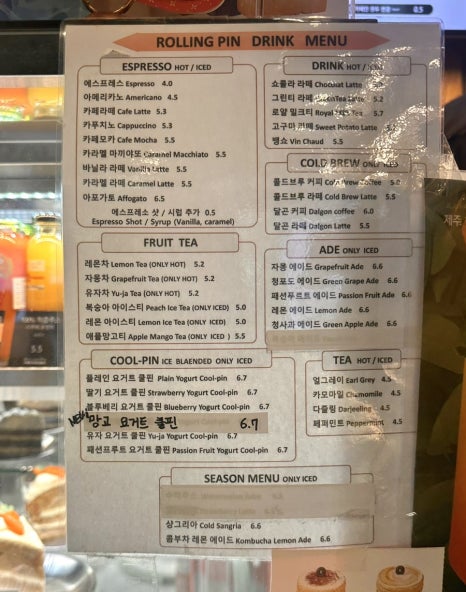 ROLLING PIN DRINK MENU
ESPRESSO HOT / ICED
에스프레스 Espresso 4.0
아메리카노 Americano 4.5
카페라떼 Cafe Latte 5.3
카푸치노 Cappuccino 5.3
카페모카 Cafe Mocha 5.5
카라멜 마끼야또 Caramel Macchiato 5.5
바닐라 라떼 Vanilla Latte 5.5
카라멜 라떼 Caramel Latte 5.5
아포가토 Affogato 6.5
에스프레소 샷 / 시럽 추가 0.5
Espresso Shot / Syrup (Vanilla, caramel)
FRUIT TEA
레몬차 Lemon Tea (ONLY HOT) 5.2
자몽차 Grapefruit Tea (ONLY HOT) 5.2
유자차 Yu-ja Tea (ONLY HOT) 5.2
복숭아 아이스티 Peach Ice Tea (ONLY ICED) 5.0
레몬 아이스티 Lemon Ice Tea (ONLY ICED) 5.0
애플망고티 Apple Mango Tea (ONLY ICED ) 5.5
COOL-PIN ICE BLAENDED ONLY ICED
플레인 요거트 쿨핀 Plain Yogurt Cool-pin 6.7
딸기 요거트 쿨핀 Strawberry Yogurt Cool-pin 6.7
블루베리 요거트 쿨핀 Blueberry Yogurt Cool-pin 6.7
NEW 망고 요거트 쿨핀 6.7
유자 요거트 쿨핀 Yu-ja Yogurt Cool-pin 6.7
패션프루트 요거트 쿨핀 Passion Fruit Yogurt Cool-pin 6.7
DRINK HOT / ICED
쇼콜라 라떼 Chocuat Latte
그린티 라떼 GreenTea Latte 5.2
로얄 밀크티 Royal Tea 5.7
고구마 라떼 Sweet Potato Latte
뱅쇼 Vin Chaud 5.5
COLD BREW ONLY ICED
콜드브루 커피 Cold Brew Coffee 5.0
콜드브루 라떼 Cold Brew Latte 5.5
달곤 커피 Dalgon coffee 6.0
달곤 라떼 Dalgon Latte 5.5
ADE ONLY ICED
자몽 에이드 Grapefruit Ade 6.6
청포도 에이드 Green Grape Ade 6.6
패션푸르트 에이드 Passion Fruit Ade 6.6
레몬 에이드 Lemon Ade 6.6
청사과 에이드 Green Apple Ade 6.6
TEA HOT / ICED
얼그레이 Earl Grey 4.5
카모마일 Chamomile 4.5
다즐링 Darjeeling 4.5
페퍼민트 Peppermint 4.5
SEASON MENU ONLY ICED
샹그리아 Cold Sangria 6.6
콤부차 레몬 에이드 Kombucha Lemon Ade 6.6
5.5
0.5
제주